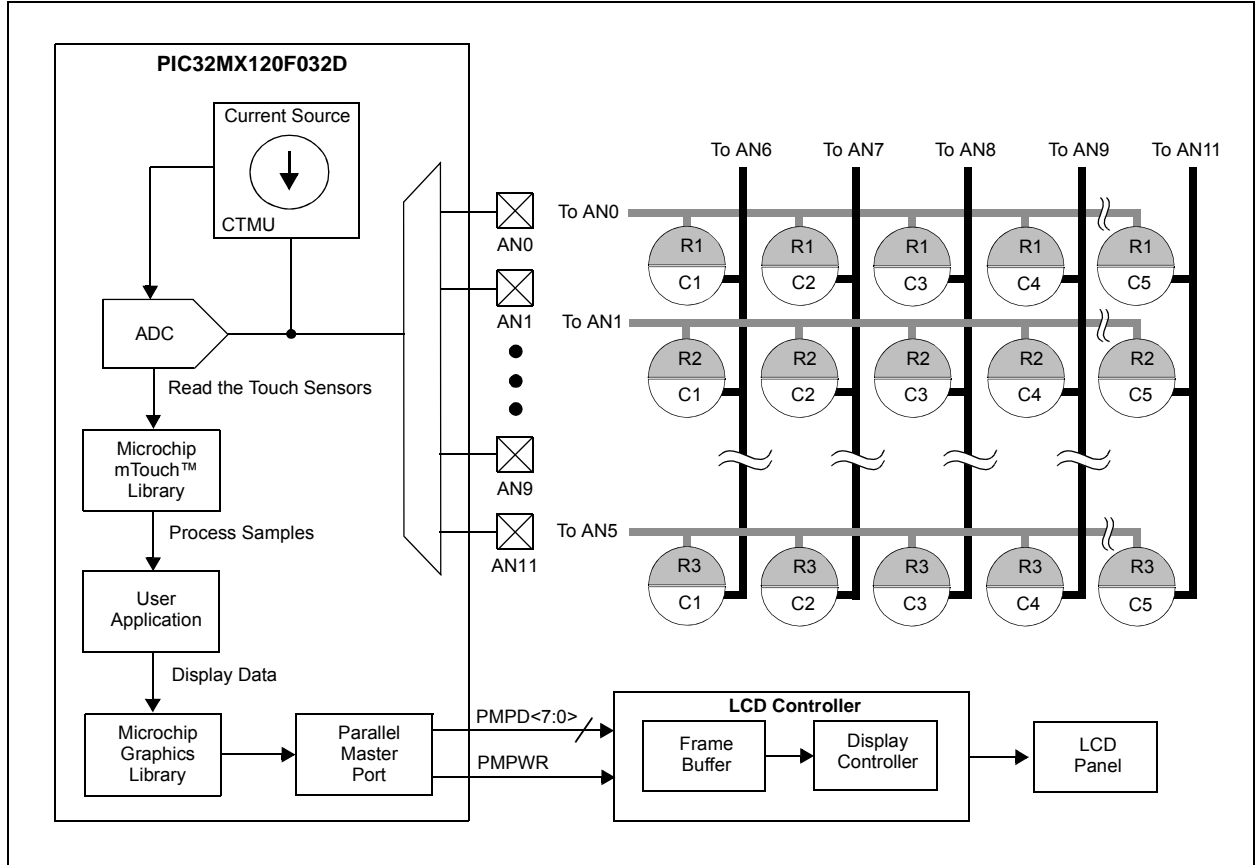 PIC32MX120F032D
Current Source
CTMU
ADC
Read the Touch Sensors
Microchip
mTouch™
Library
Process Samples
User
Application
Display Data
Microchip
Graphics
Library
Parallel
Master
Port
AN0
AN1
AN9
AN11
To AN6
To AN7
To AN8
To AN9
To AN11
To AN0
R1
R1
R1
R1
R1
C1
C2
C3
C4
C5
To AN1
R2
R2
R2
R2
R2
C1
C2
C3
C4
C5
To AN5
R3
R3
R3
R3
R3
C1
C2
C3
C4
C5
PMPD<7:0>
PMPWR
LCD Controller
Frame
Buffer
Display
Controller
LCD
Panel